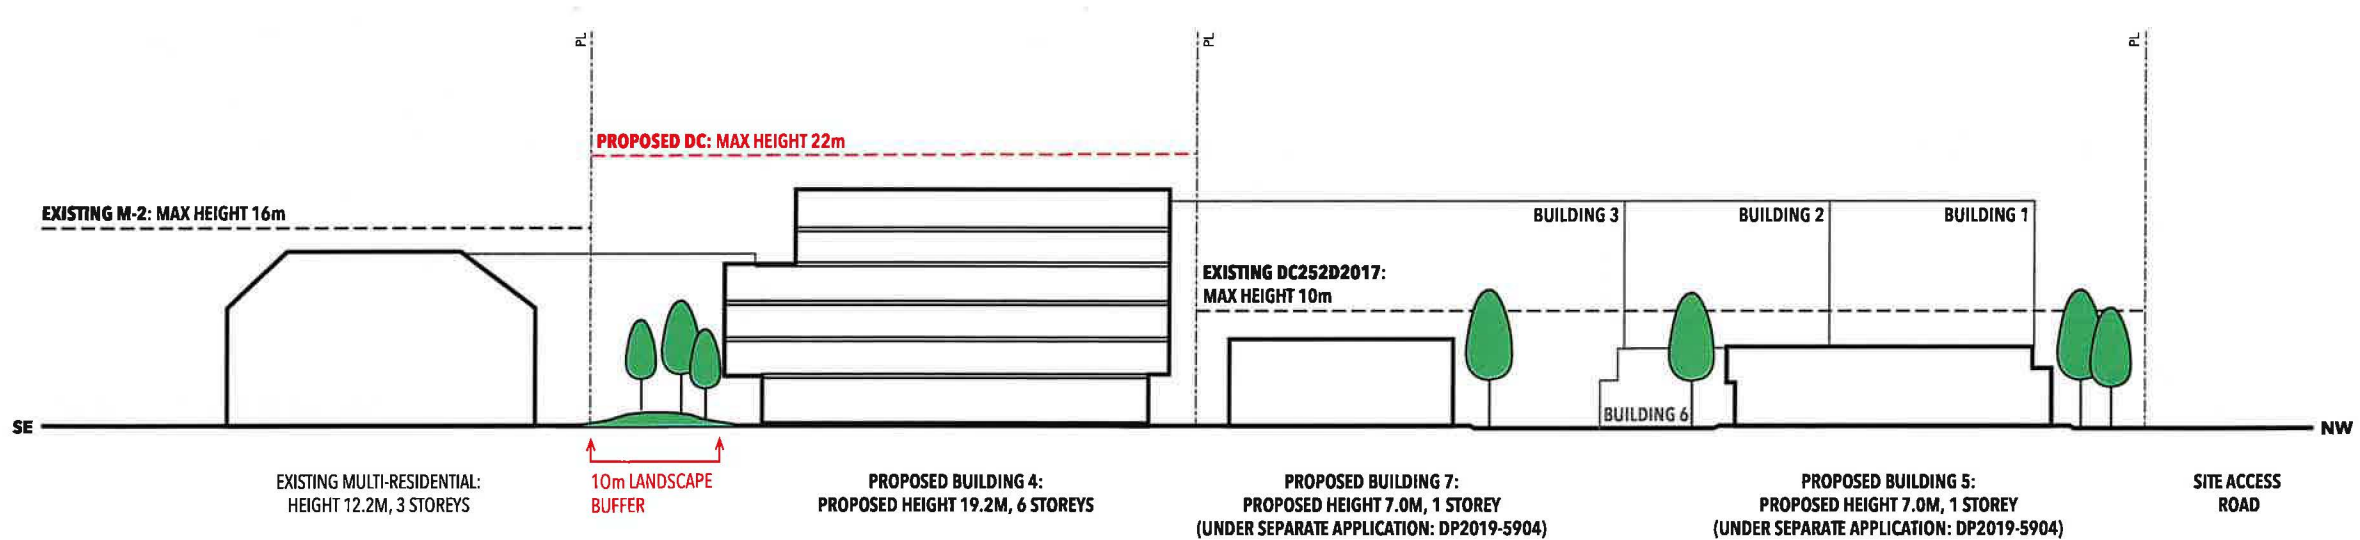 PL
PL
PL
PROPOSED DC: MAX HEIGHT 22m
EXISTING M-2: MAX HEIGHT 16m
BUILDING 3
BUILDING 2
BUILDING 1
EXISTING DC252D2017:
MAX HEIGHT 10m
BUILDING 6
SE
NW
EXISTING MULTI-RESIDENTIAL:
HEIGHT 12.2M, 3 STOREYS
10m LANDSCAPE
BUFFER
PROPOSED BUILDING 4:
PROPOSED HEIGHT 19.2M, 6 STOREYS
PROPOSED BUILDING 7:
PROPOSED HEIGHT 7.0M, 1 STOREY
(UNDER SEPARATE APPLICATION: DP2019-5904)
PROPOSED BUILDING 5:
PROPOSED HEIGHT 7.0M, 1 STOREY
(UNDER SEPARATE APPLICATION: DP2019-5904)
SITE ACCESS
ROAD